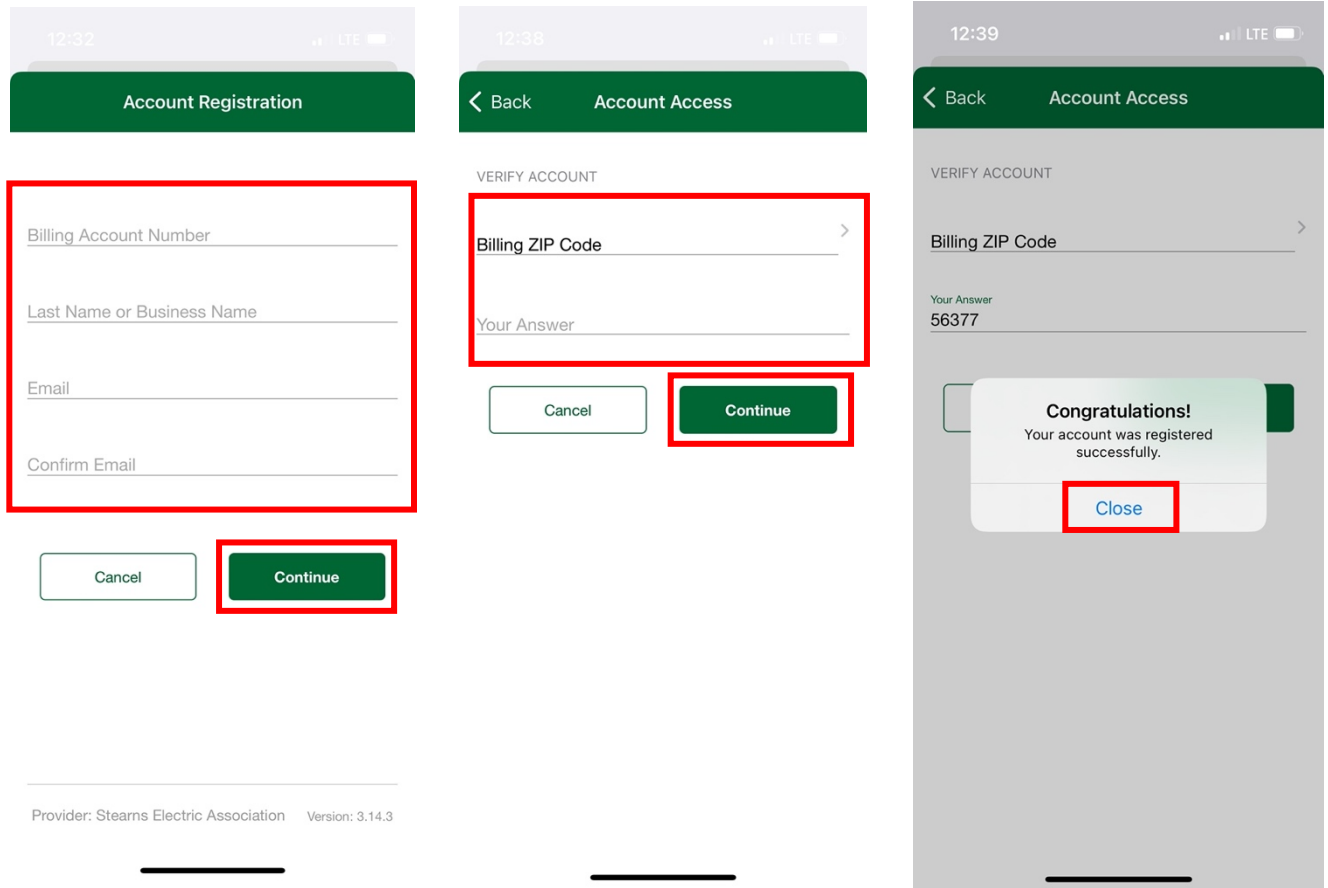 12:32
LTE
Account Registration
Billing Account Number
Last Name or Business Name
Email
Confirm Email
Cancel
Continue
Provider: Stearns Electric Association
Version: 3.14.3
12:38
LTE
Back
Account Access
VERIFY ACCOUNT
Billing ZIP Code
Your Answer
Cancel
Continue
12:39
LTE
Back
Account Access
VERIFY ACCOUNT
Billing ZIP Code
Your Answer
56377
Congratulations!
Your account was registered
successfully.
Close